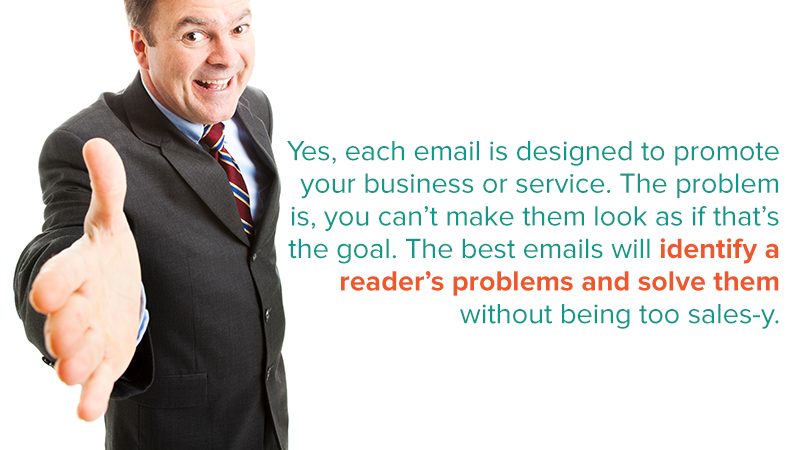 Yes, each email is designed to promote
your business or service. The problem
is, you can’t make them look as if that’s
the goal. The best emails will identify a
reader’s problems and solve them
without being too sales-y.